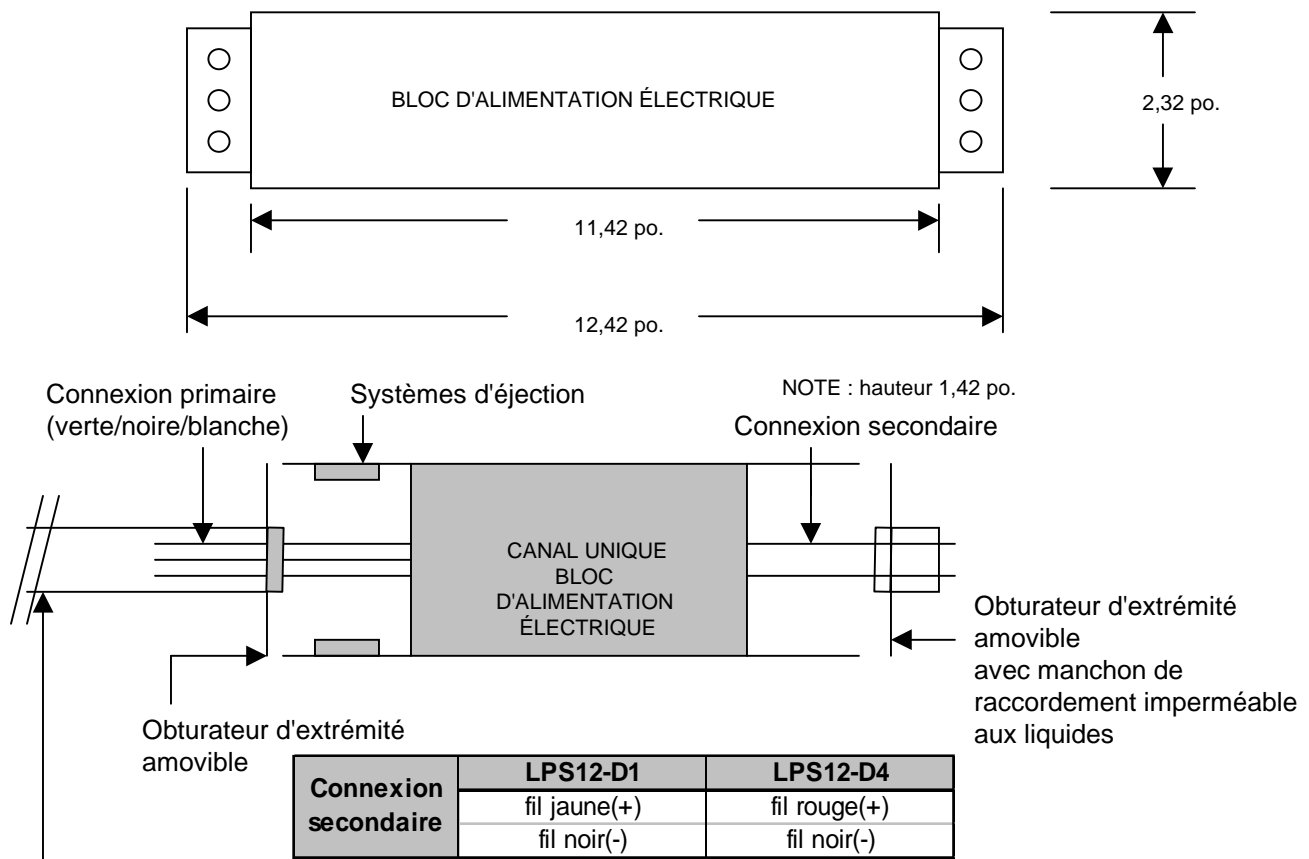 BLOC D'ALIMENTATION ÉLECTRIQUE
2,32 po.
11,42 po.
12,42 po.
Connexion primaire
(verte/noire/blanche)
Systèmes d'éjection
NOTE : hauteur 1,42 po.
Connexion secondaire
CANAL UNIQUE
BLOC
D'ALIMENTATION
ÉLECTRIQUE
Obturateur d'extrémité
amovible
avec manchon de
raccordement imperméable
aux liquides
Obturateur d'extrémité
amovible
Connexion
secondaire
LPS12-D1
LPS12-D4
fil jaune(+)
fil rouge(+)
fil noir(-)
fil noir(-)